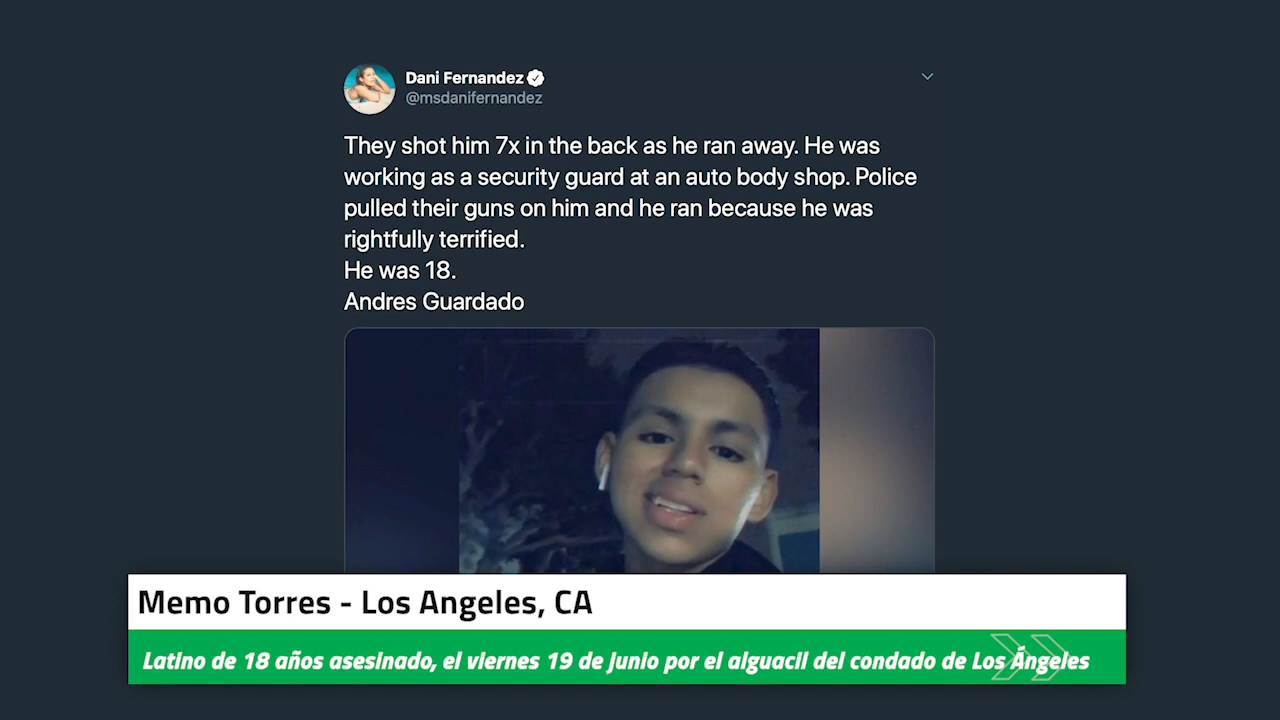 Dani Fernandez
@msdanifernandez
They shot him 7x in the back as he ran away. He was
working as a security guard at an auto body shop. Police
pulled their guns on him and he ran because he was
rightfully terrified.
He was 18.
Andres Guardado
Memo Torres - Los Angeles, CA
Latino de 18 años asesinado, el viernes 19 de Junio por el alguacil del condado de Los Ángeles